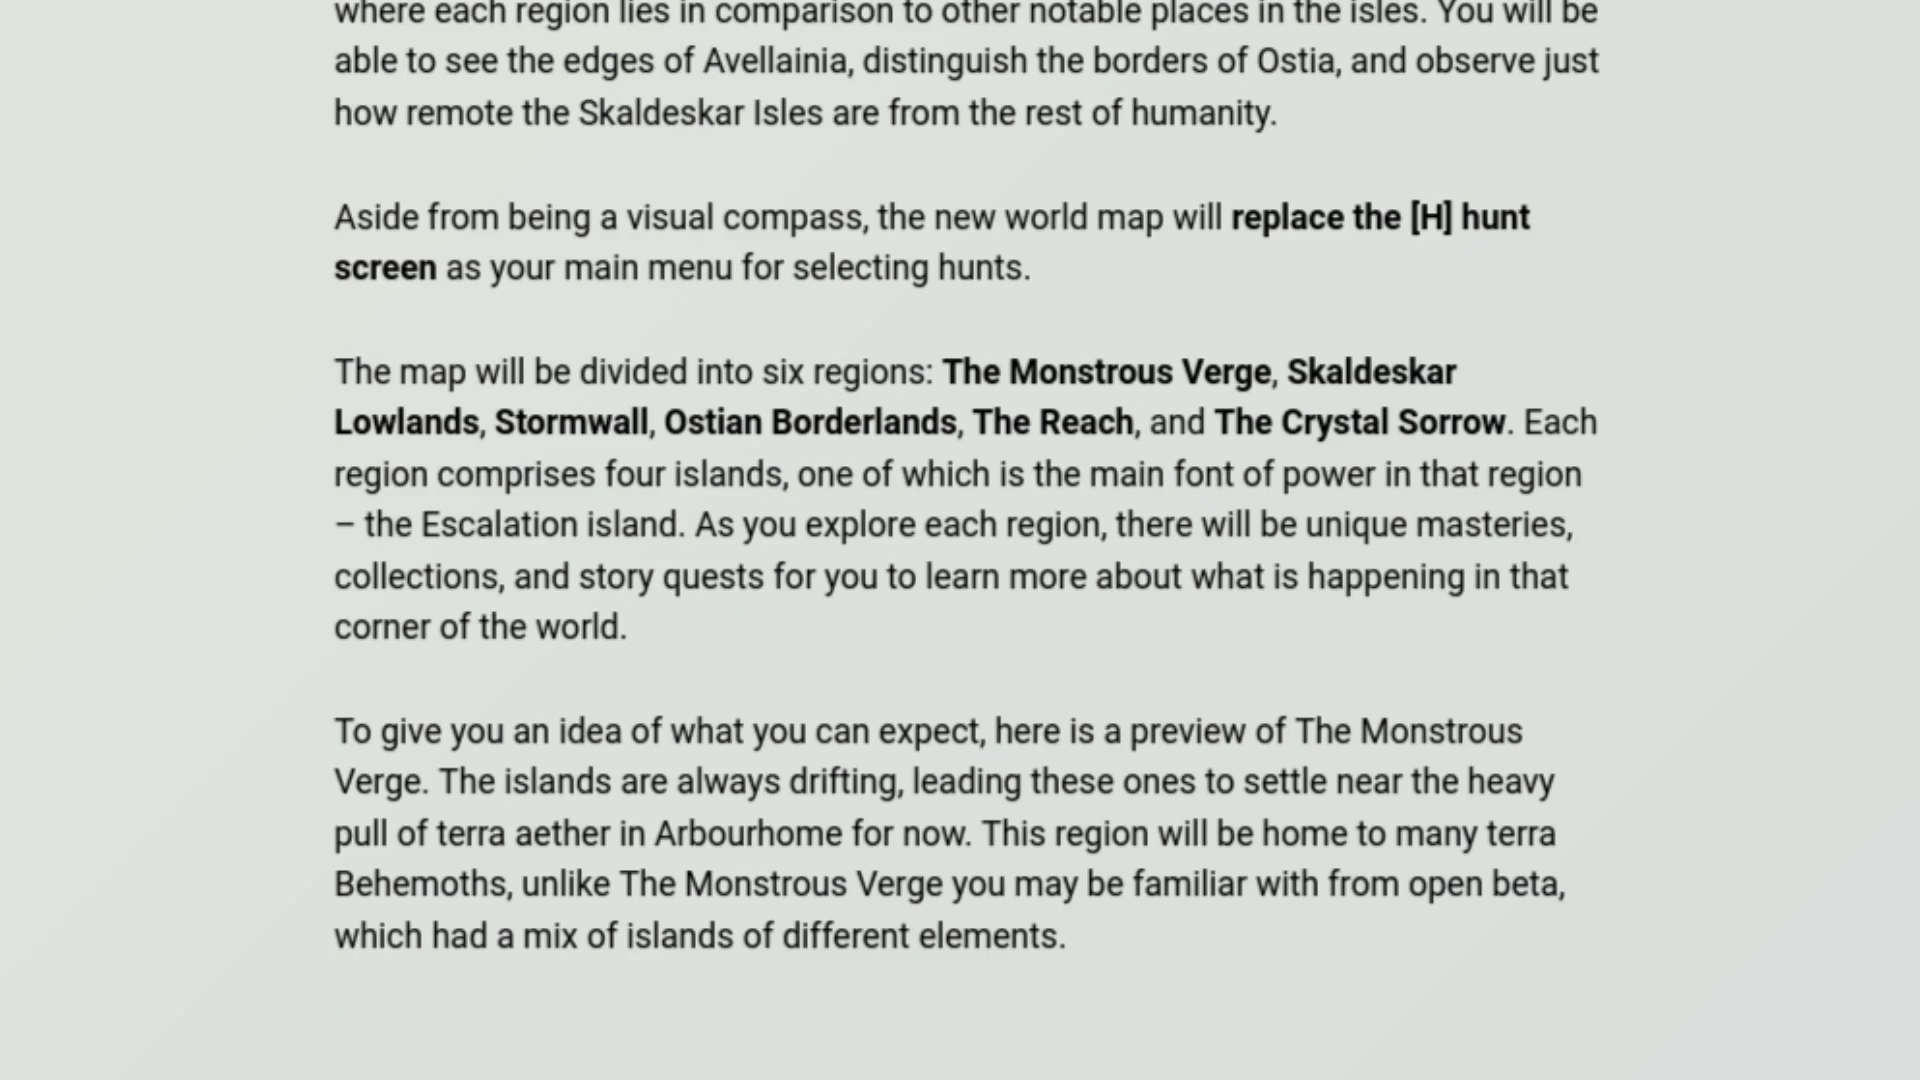 where each region lies in comparison to other notable places in the isles. You will be
able to see the edges of Avellainia, distinguish the borders of Ostia, and observe just
how remote the Skaldeskar Isles are from the rest of humanity.
Aside from being a visual compass, the new world map will replace the [H] hunt
screen as your main menu for selecting hunts.
The map will be divided into six regions: The Monstrous Verge, Skaldeskar
Lowlands, Stormwall, Ostian Borderlands, The Reach, and The Crystal Sorrow. Each
region comprises four islands, one of which is the main font of power in that region
– the Escalation island. As you explore each region, there will be unique masteries,
collections, and story quests for you to learn more about what is happening in that
corner of the world.
To give you an idea of what you can expect, here is a preview of The Monstrous
Verge. The islands are always drifting, leading these ones to settle near the heavy
pull of terra aether in Arbourhome for now. This region will be home to many terra
Behemoths, unlike The Monstrous Verge you may be familiar with from open beta,
which had a mix of islands of different elements.